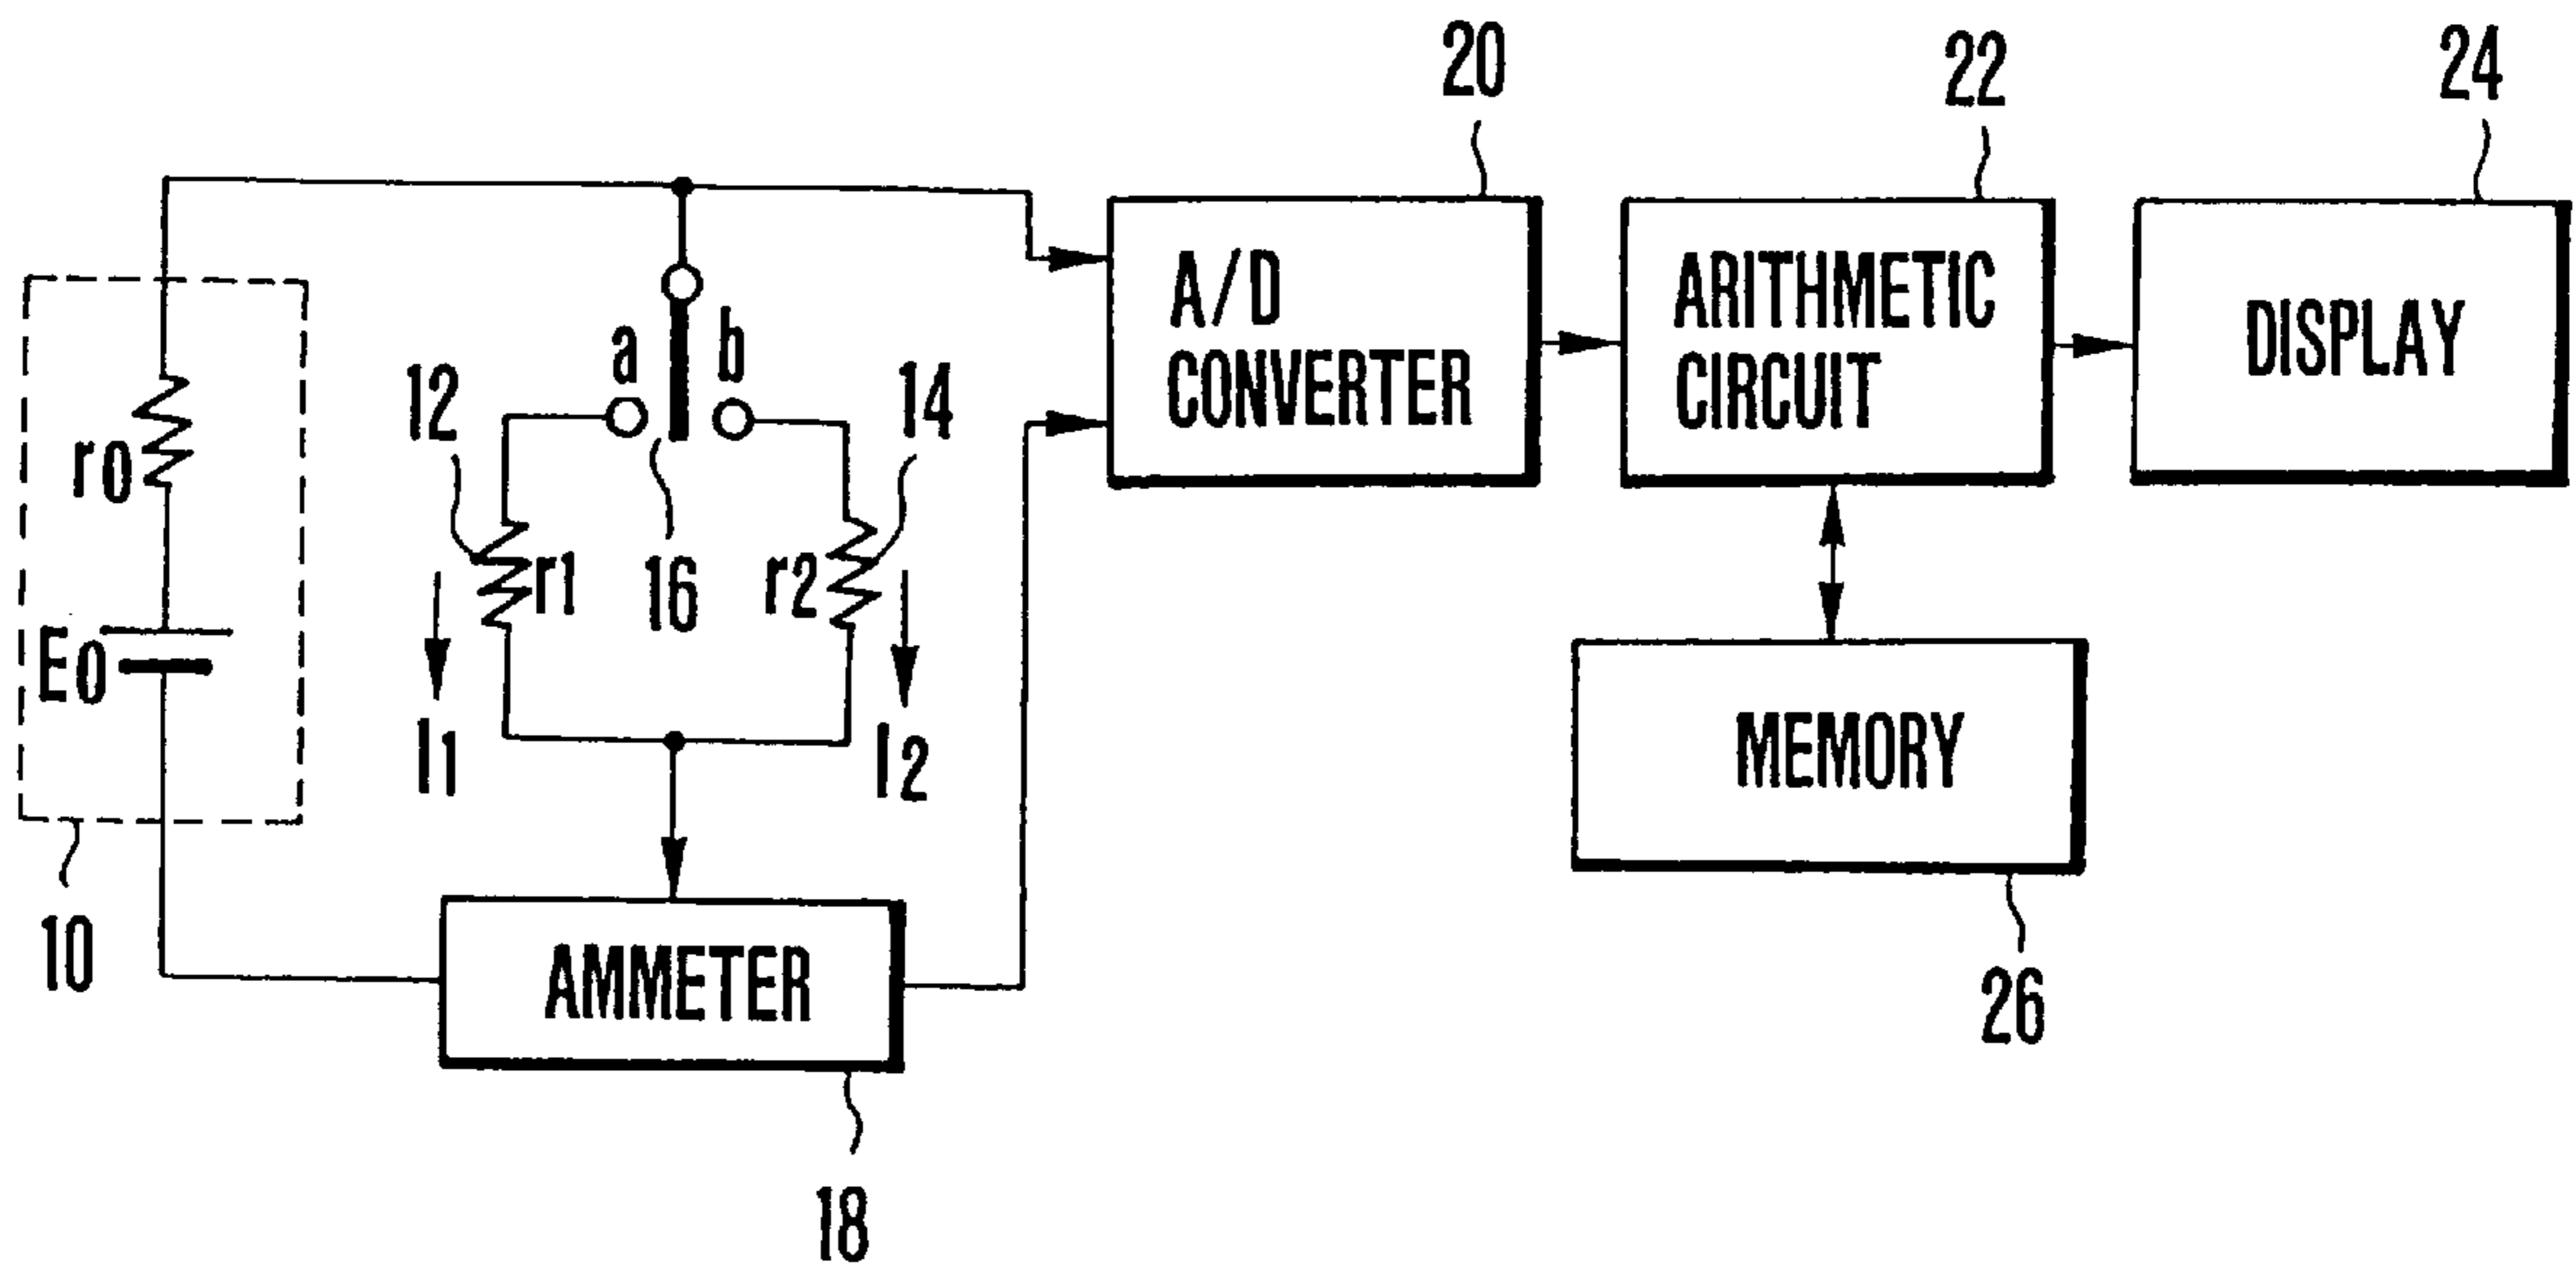 20
22
24
A/D
CONVERTER
ARITHMETIC
CIRCUIT
DISPLAY
a
b
12
14
r0
r1
16
r2
E0
I1
I2
MEMORY
10
AMMETER
26
18